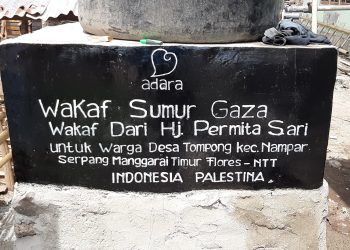 adara
Wakaf Sumur Gaza
Wakaf Dari Hj. Permita Sari
untuk Warga Desa Tompong kec. Nampar
Serpang Manggarai Timur Flores - NTT
INDONESIA PALESTINA